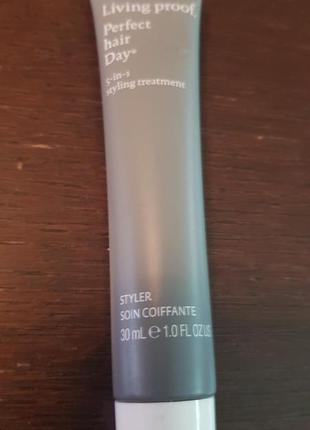 Living proof.
Perfect
hair
Day®
5-in-1
styling treatment
STYLER
SOIN COIFFANTE
30 mL e 1.0 FL OZ US